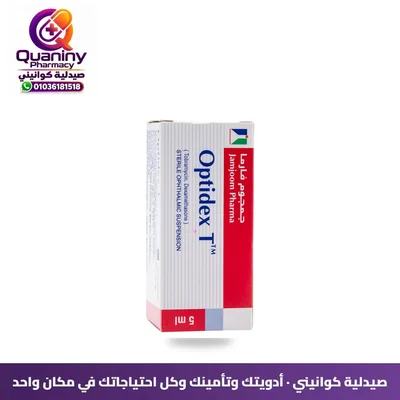 Quaniny
Pharmacy
صيدلية كوانيني
01036181518
جمجوم فارما
Jamjoom Pharma
Optidex T™
( Tobramycin, Dexamethasone )
STERILE OPHTHALMIC SUSPENSION
5 ml
صيدلية كوانيني - أدويتك وتأمينك وكل احتياجاتك في مكان واحد